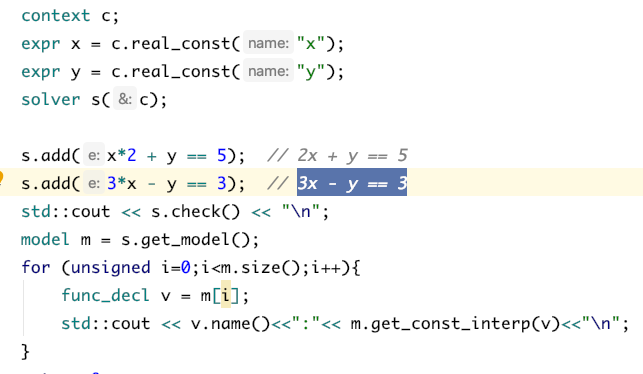 context c;
expr x = c.real_const( name: "x");
expr y = c.real_const( name: "y");
solver s( &: c);
s.add( e: x*2 + y == 5);  // 2x + y == 5
s.add( e: 3*x - y == 3);  // 3x - y == 3
std::cout << s.check() << "\n";
model m = s.get_model();
for (unsigned i=0;i<m.size();i++){
    func_decl v = m[i];
    std::cout << v.name()<<":"<< m.get_const_interp(v)<<"\n";
}